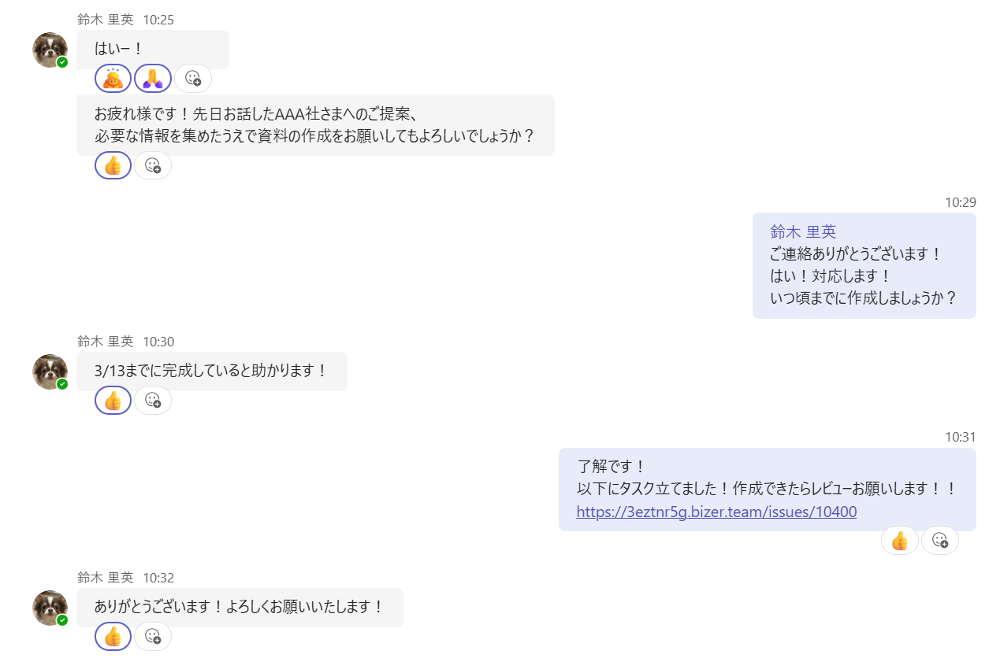 鈴木 里英 10:25
はいー！
お疲れ様です！先日お話したAAA社さまへのご提案、
必要な情報を集めたうえで資料の作成をお願いしてもよろしいでしょうか？
10:29
鈴木 里英
ご連絡ありがとうございます！
はい！対応します！
いつ頃までに作成しましょうか？
鈴木 里英 10:30
3/13までに完成していると助かります！
10:31
了解です！
以下にタスク立てました！作成できたらレビューお願いします！！
https://3eztnr5g.bizer.team/issues/10400
鈴木 里英 10:32
ありがとうございます！よろしくお願いいたします！